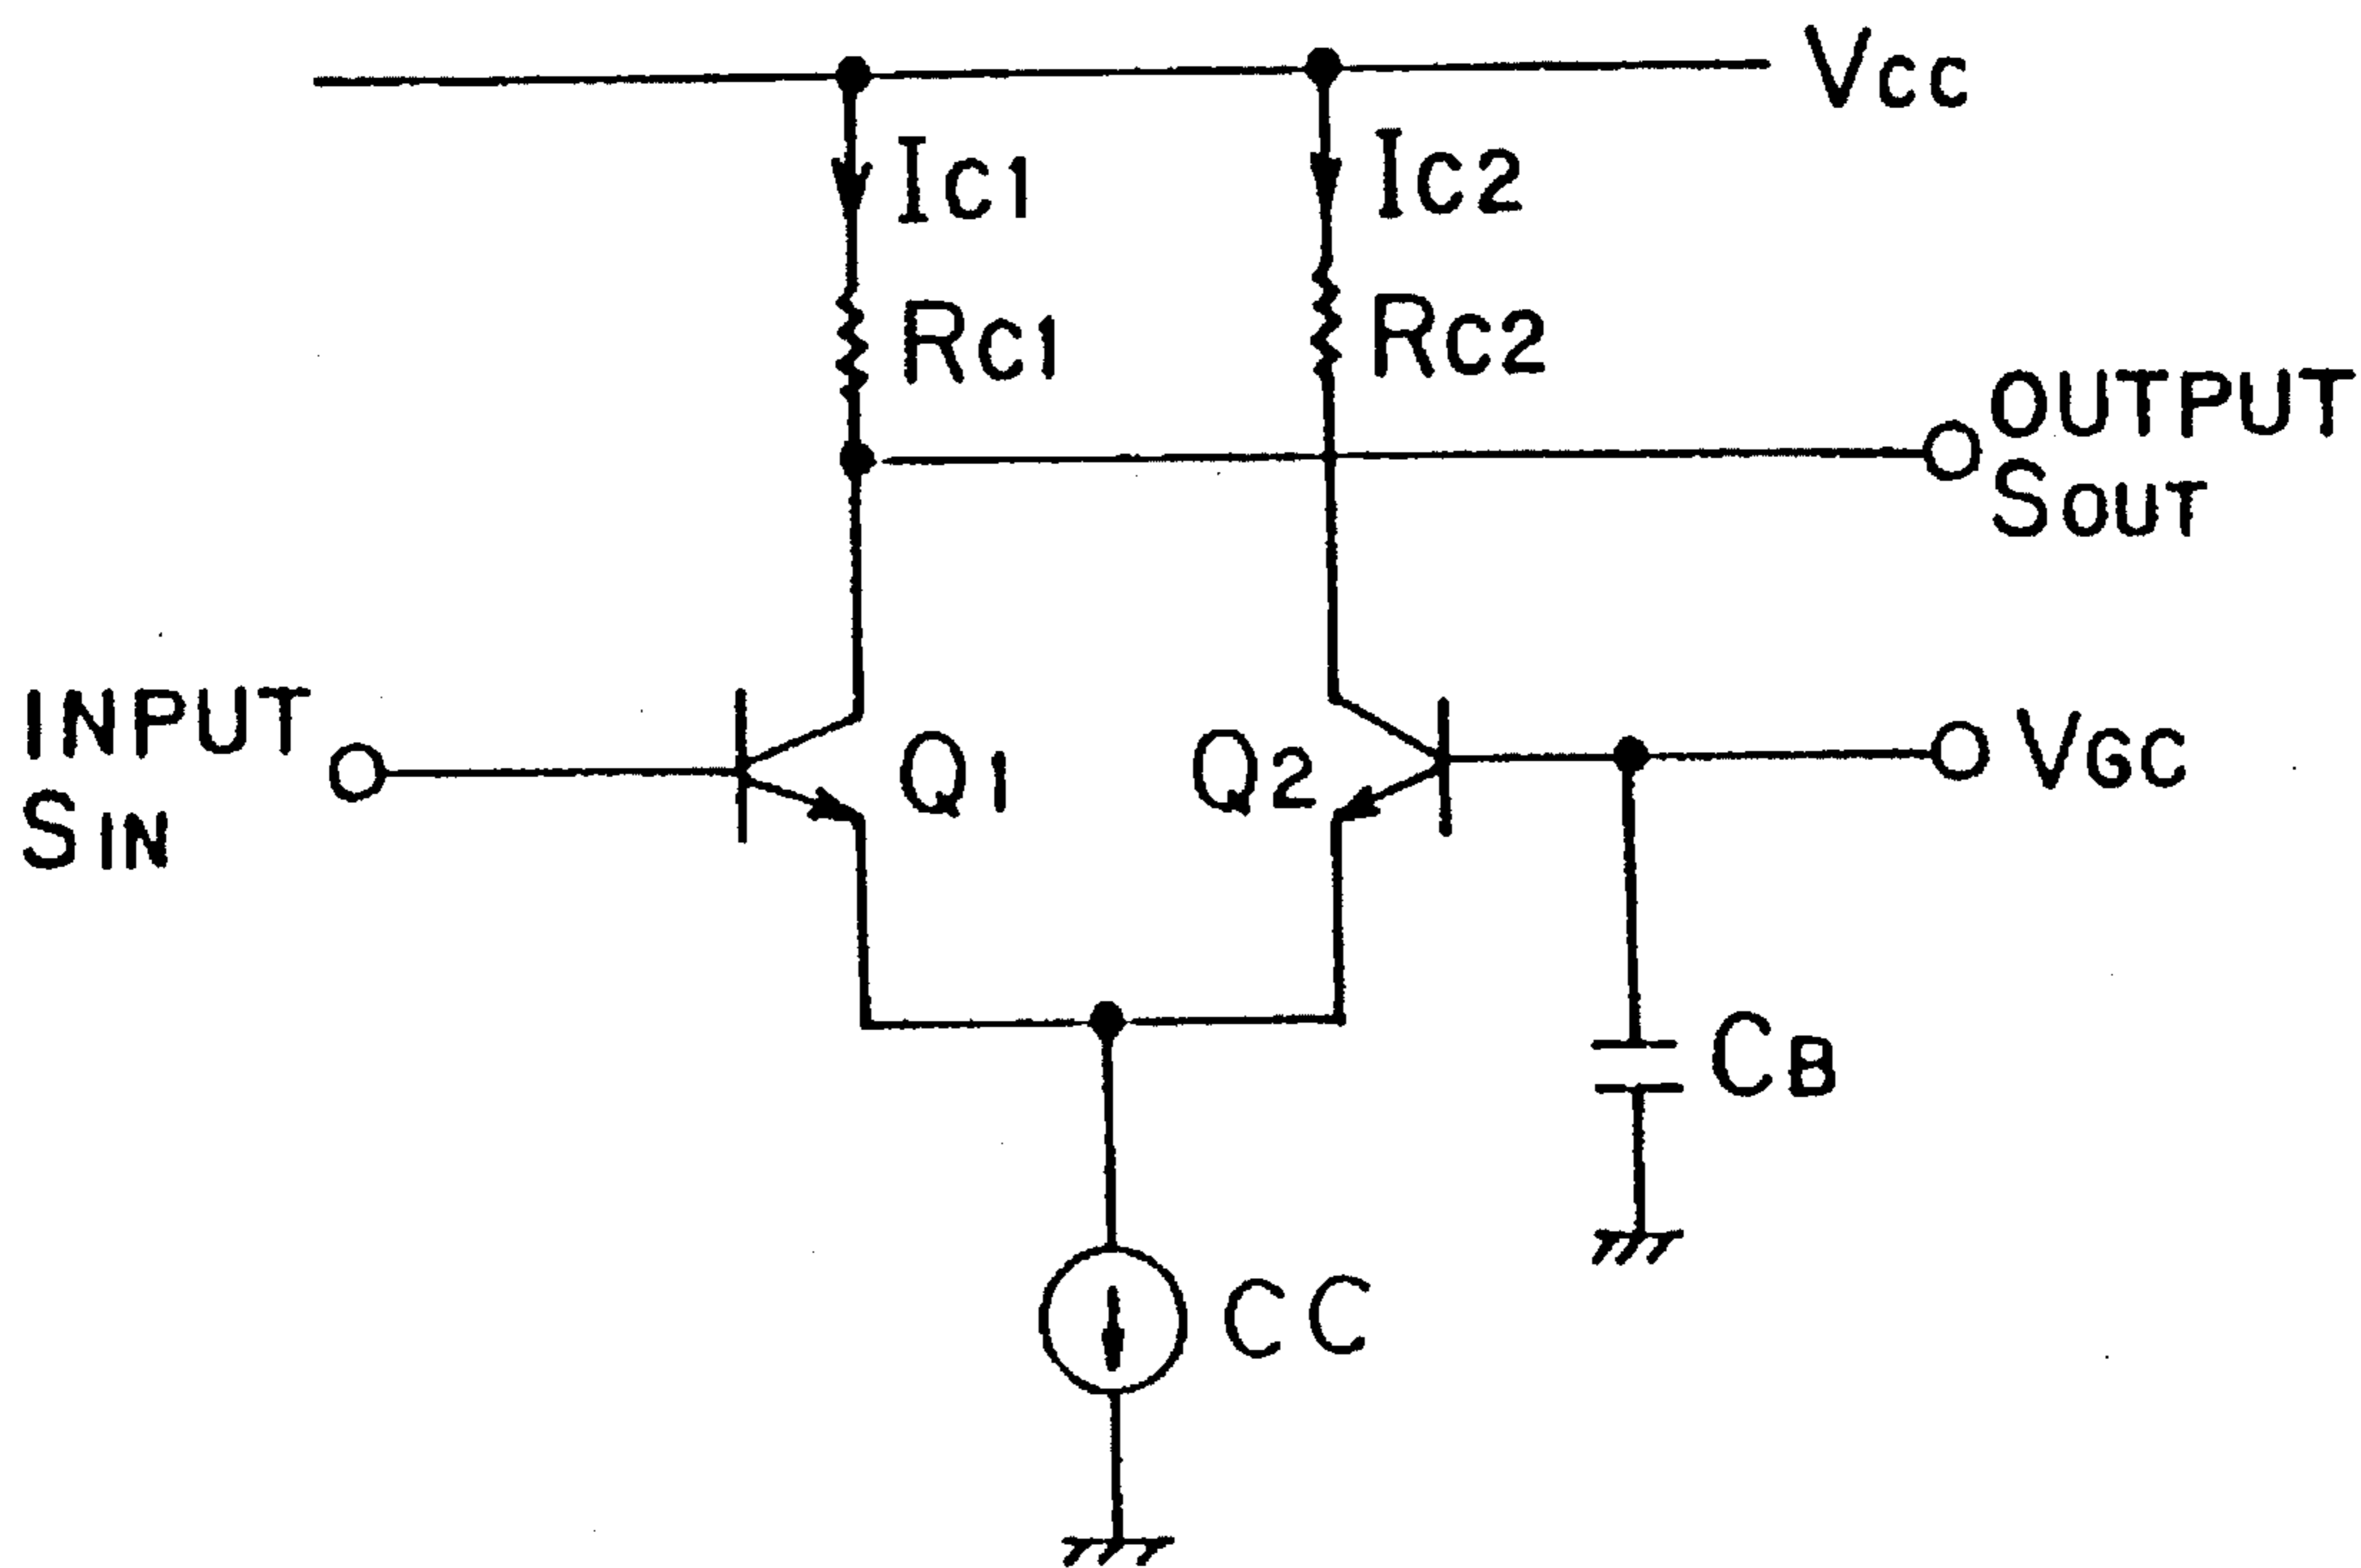 VCC
IC1
IC2
RC1
RC2
OUTPUT
SOUT
INPUT
SIN
Q1
Q2
VGC
CB
CC